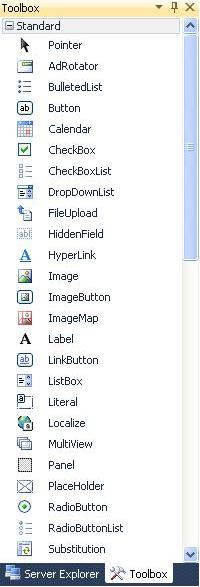 Toolbox
Standard
Pointer
AdRotator
BulletedList
Button
Calendar
CheckBox
CheckBoxList
DropDownList
FileUpload
HiddenField
HyperLink
Image
ImageButton
ImageMap
Label
LinkButton
ListBox
Literal
Localize
MultiView
Panel
PlaceHolder
RadioButton
RadioButtonList
Substitution
Server Explorer Toolbox